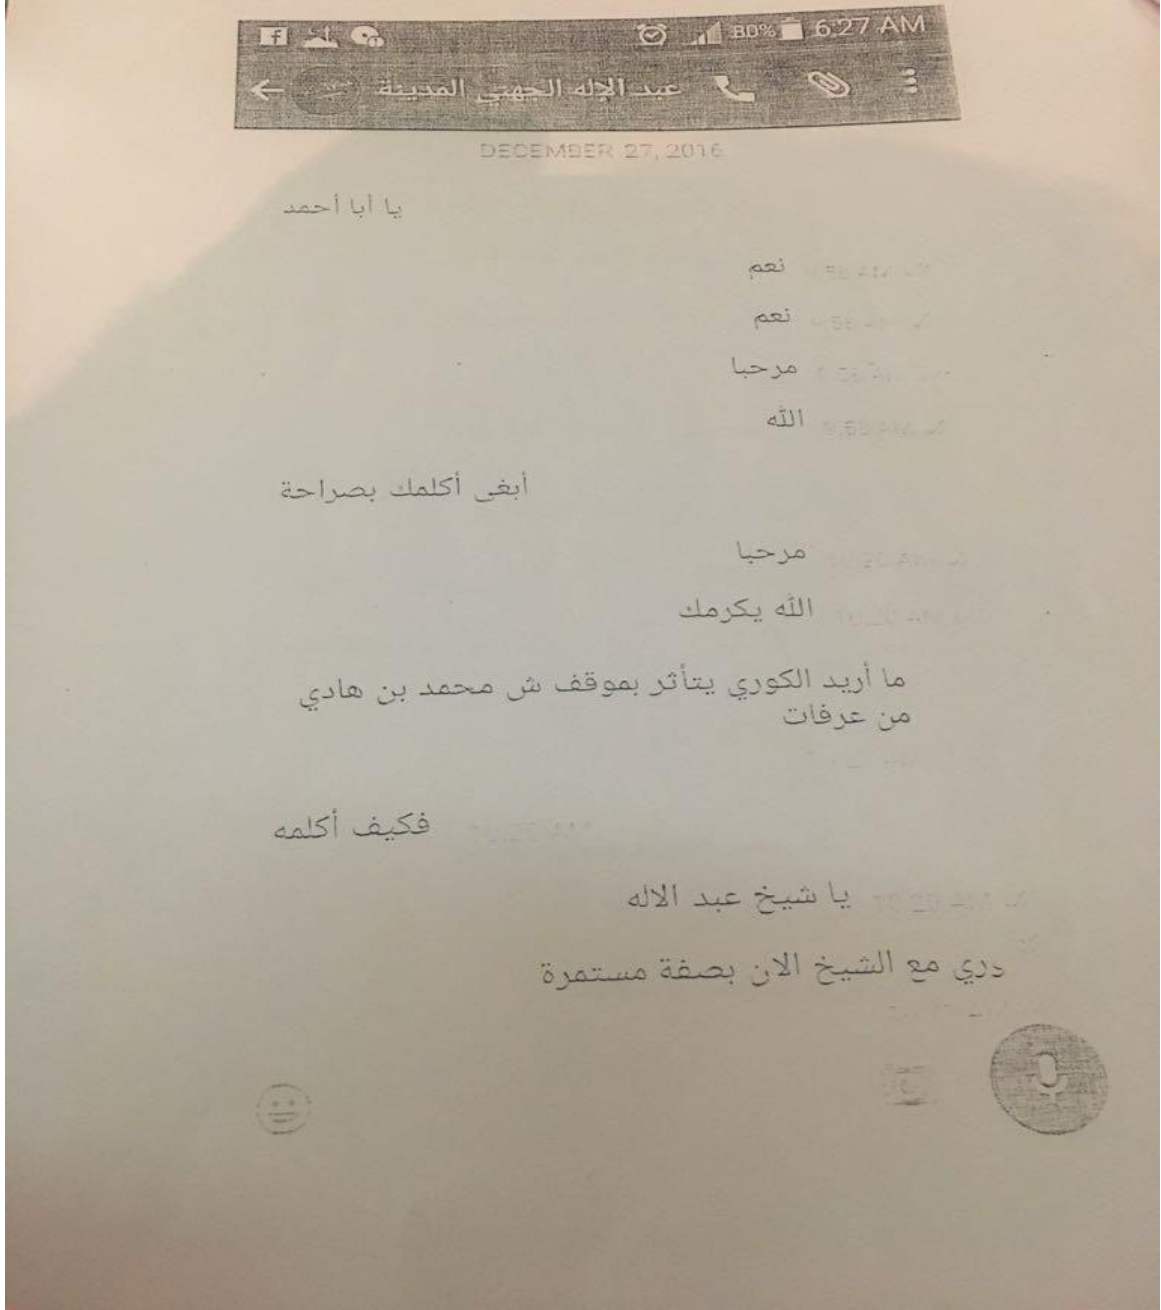 80% 6:27 AM
عبد الإله الجهني المدينة
DECEMBER 27, 2016
يا أبا أحمد
نعم
نعم
مرحبا
الله
أبغى أكلمك بصراحة
مرحبا
الله يكرمك
ما أريد الكوري يتأثر بموقف ش محمد بن هادي
من عرفات
فكيف أكلمه
يا شيخ عبد الاله
دري مع الشيخ الان بصفة مستمرة